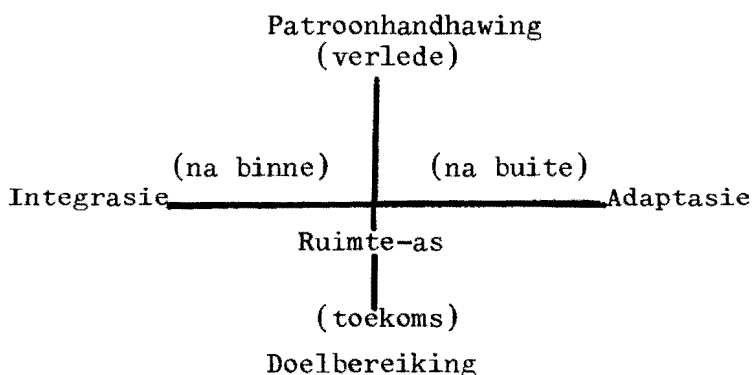 Patroonhandhawing
(verlede)
(na binne) (na buite)
Integrasie Adaptasie
Ruimte-as
(toekoms)
Doelbereiking